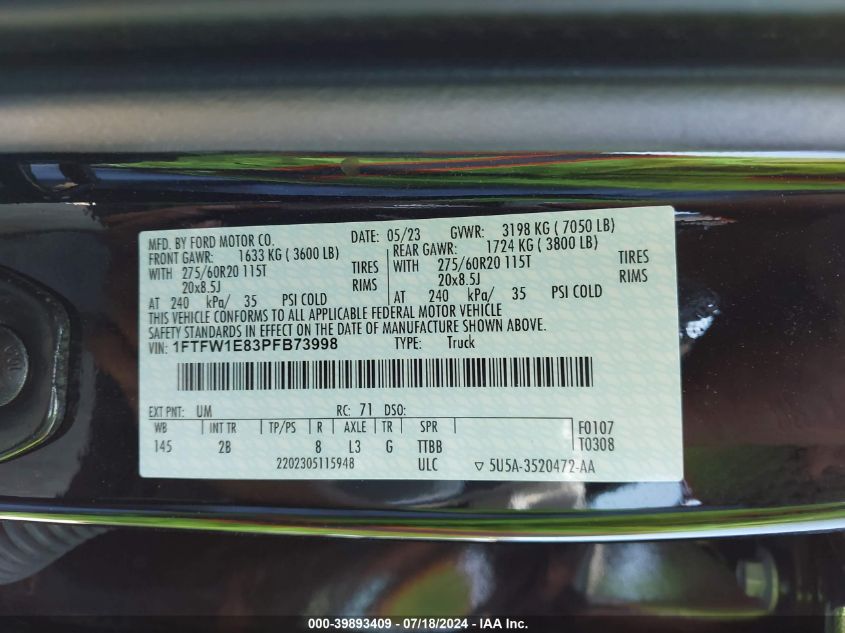 MFD. BY FORD MOTOR CO. DATE: 05/23 GVWR: 3198 KG ( 7050 LB)
FRONT GAWR: 1633 KG ( 3600 LB) REAR GAWR: 1724 KG ( 3800 LB)
WITH 275/60R20 115T TIRES WITH 275/60R20 115T TIRES
20x8.5J RIMS 20x8.5J RIMS
AT 240 kPa/ 35 PSI COLD AT 240 kPa/ 35 PSI COLD
THIS VEHICLE CONFORMS TO ALL APPLICABLE FEDERAL MOTOR VEHICLE
SAFETY STANDARDS IN EFFECT ON THE DATE OF MANUFACTURE SHOWN ABOVE.
VIN: 1FTFW1E83PFB73998 TYPE: Truck
EXT PNT: UM RC: 71 DSO:
WB INT TR TP/PS R AXLE TR SPR F0107
145 2B 8 L3 G TTBB T0308
2202305115948 ULC ▽ 5U5A-3520472-AA
000-39893409 - 07/18/2024 - IAA Inc.